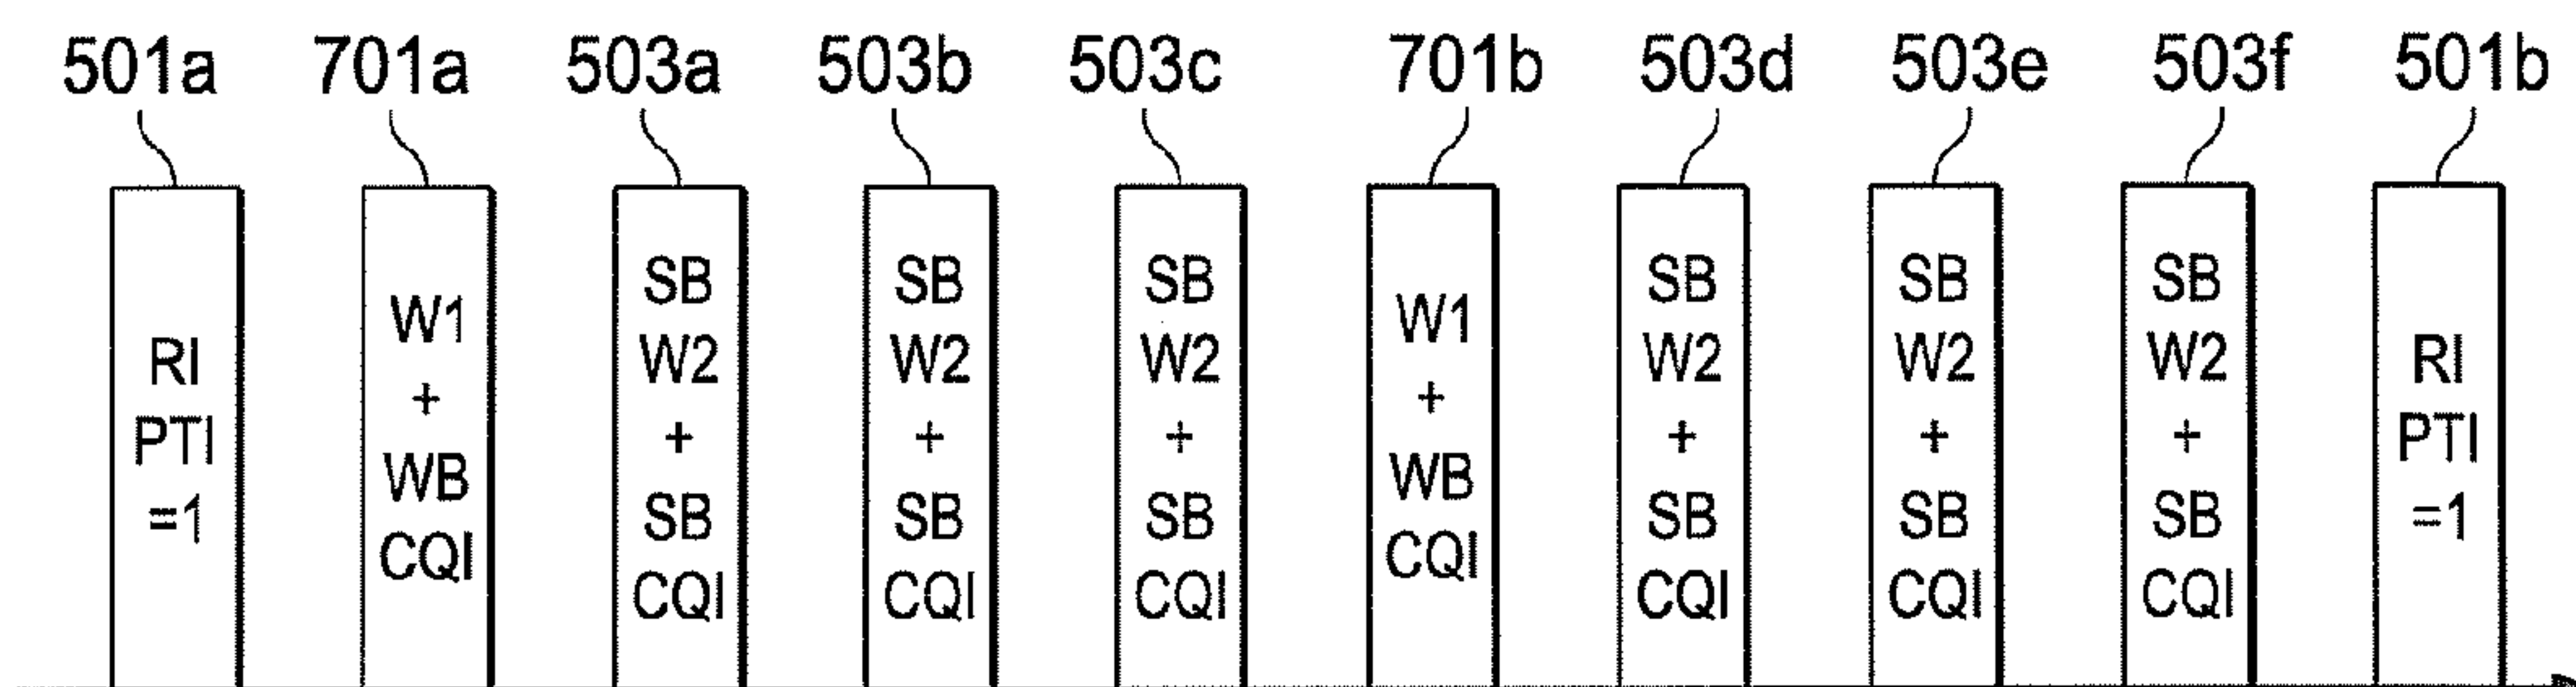 501a 701a 503a 503b 503c 701b 503d 503e 503f 501b
RI
PTI
=1
W1
+
WB
CQI
SB
W2
+
SB
CQI
SB
W2
+
SB
CQI
SB
W2
+
SB
CQI
W1
+
WB
CQI
SB
W2
+
SB
CQI
SB
W2
+
SB
CQI
SB
W2
+
SB
CQI
RI
PTI
=1